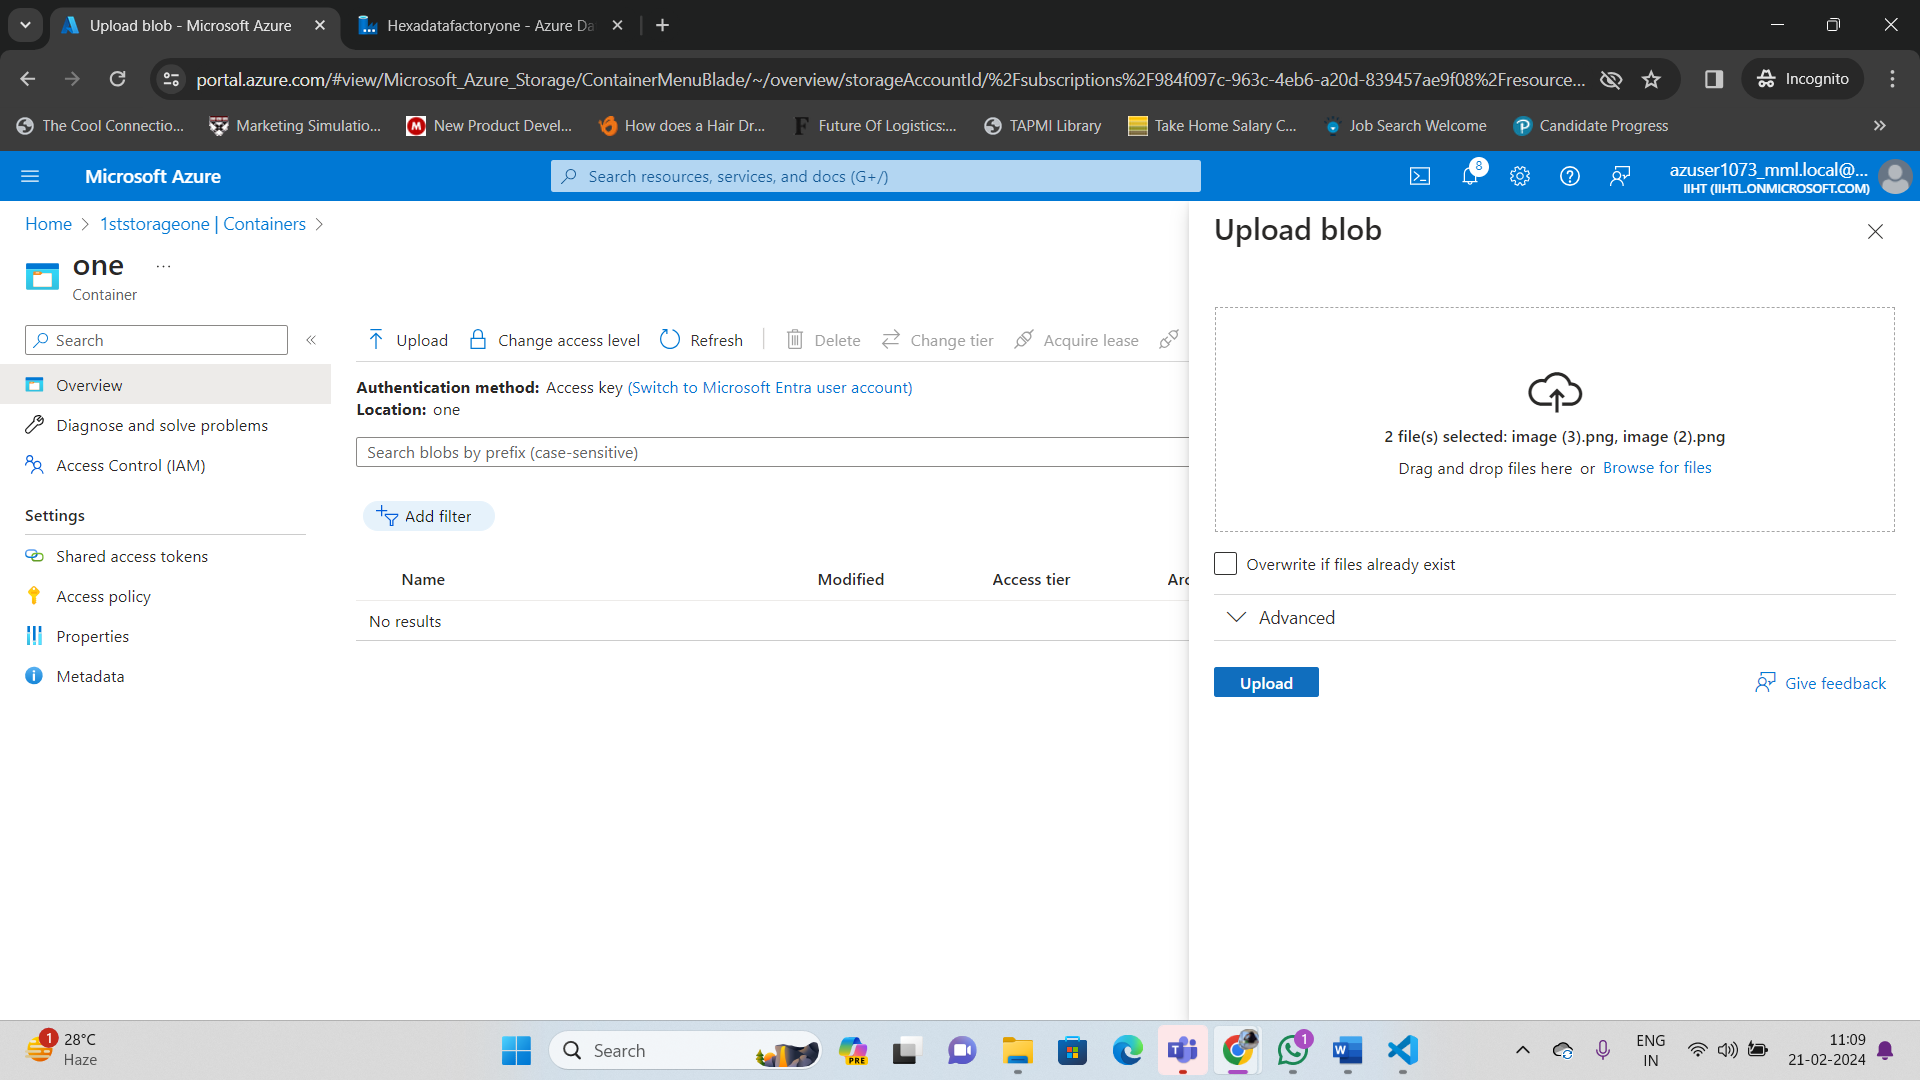 Upload blob - Microsoft Azure
Hexadatafactoryone - Azure Da
portal.azure.com/#view/Microsoft_Azure_Storage/ContainerMenuBlade/~/overview/storageAccountId/%2Fsubscriptions%2F984f097c-963c-4eb6-a20d-839457ae9f08%2Fresource...
Incognito
The Cool Connectio...
Marketing Simulatio...
New Product Devel...
How does a Hair Dr...
Future Of Logistics:...
TAPMI Library
Take Home Salary C...
Job Search Welcome
Candidate Progress
Microsoft Azure
Search resources, services, and docs (G+/)
8
azuser1073_mml.local@...
IIHT (IIHTL.ONMICROSOFT.COM)
Home > 1ststorageone | Containers >
one ...
Container
Search
Overview
Diagnose and solve problems
Access Control (IAM)
Settings
Shared access tokens
Access policy
Properties
Metadata
Upload
Change access level
Refresh
Delete
Change tier
Acquire lease
Authentication method: Access key (Switch to Microsoft Entra user account)
Location: one
Search blobs by prefix (case-sensitive)
Add filter
Name Modified Access tier Arc
No results
Upload blob
2 file(s) selected: image (3).png, image (2).png
Drag and drop files here or Browse for files
Overwrite if files already exist
Advanced
Upload
Give feedback
1
28°C
Haze
Search
PRE
1
ENG
IN
11:09
21-02-2024